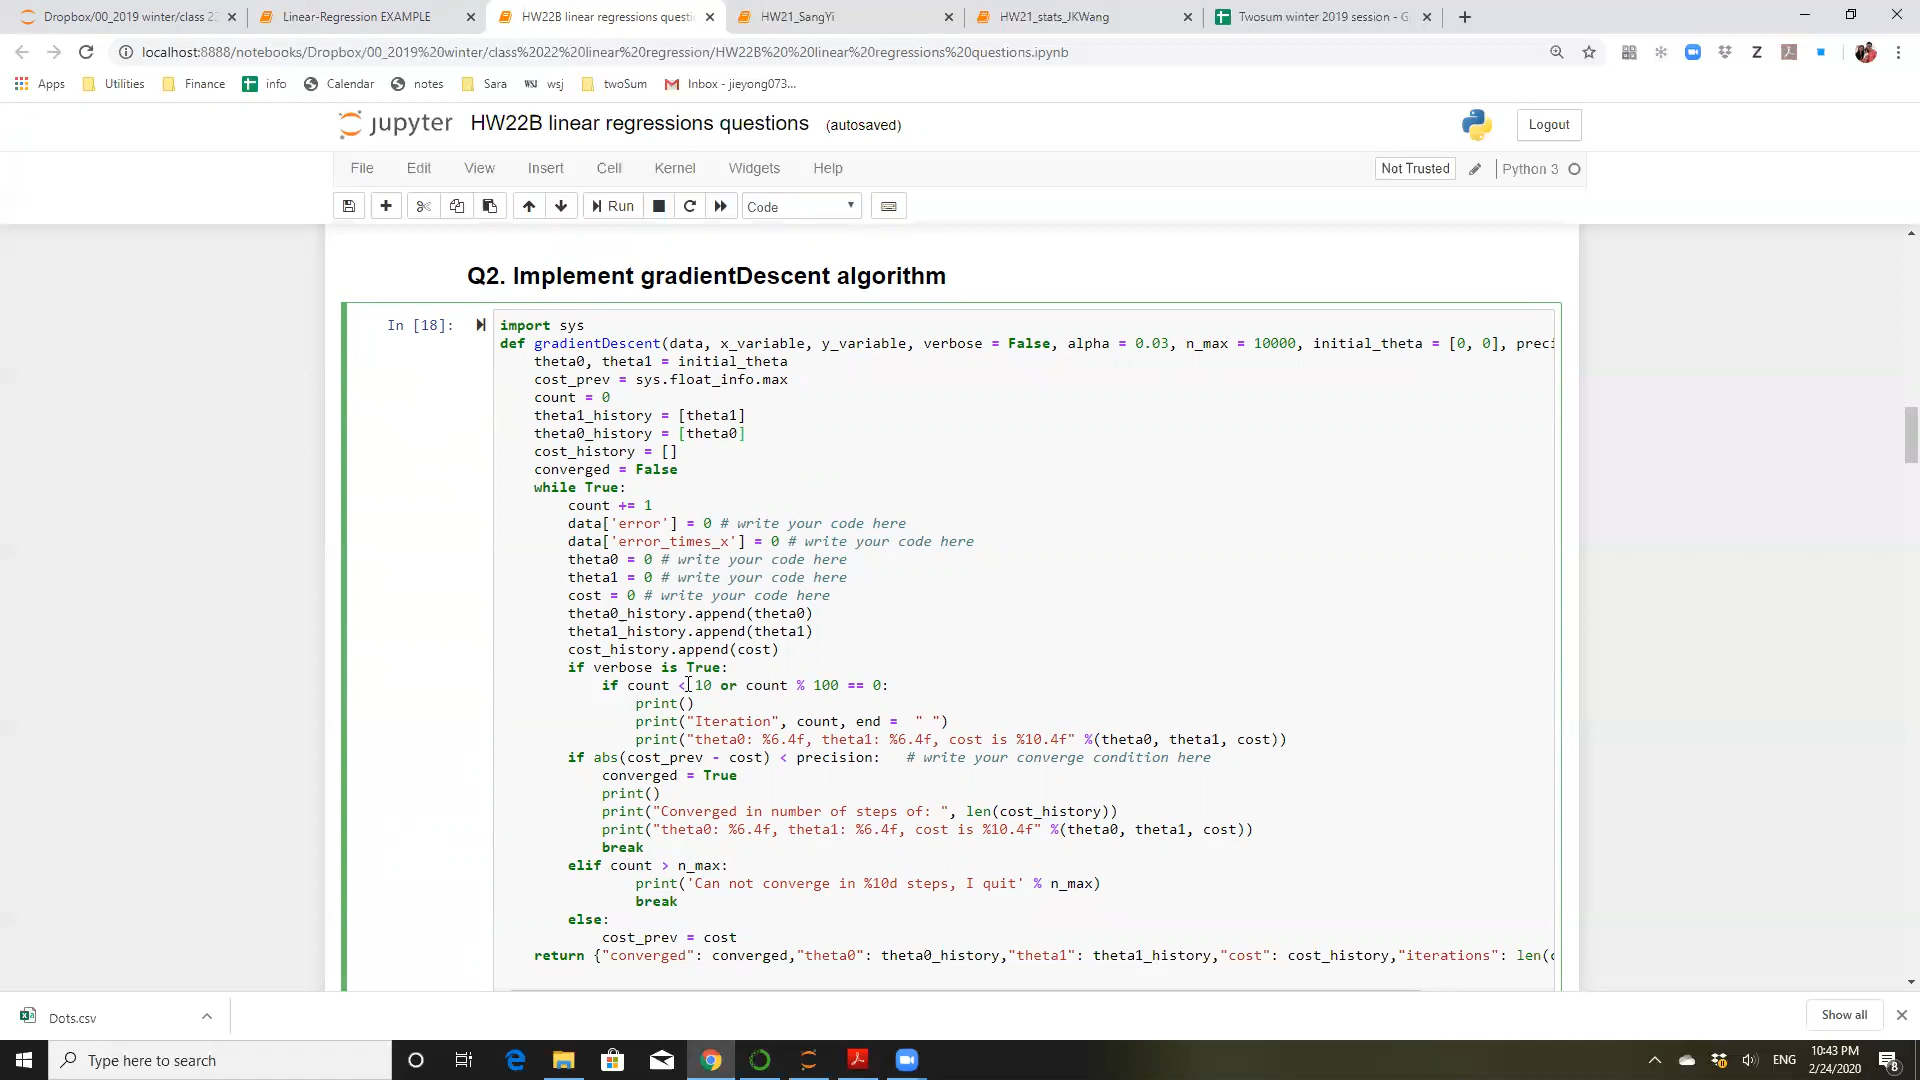 Dropbox/00_2019 winter/class 22
Linear-Regression EXAMPLE
HW22B linear regressions questi
HW21_SangYi
HW21_stats_JKWang
Twosum winter 2019 session - G
localhost:8888/notebooks/Dropbox/00_2019%20winter/class%2022%20linear%20regression/HW22B%20%20linear%20regressions%20questions.ipynb
Apps Utilities Finance info Calendar notes Sara wsj twoSum Inbox - jieyong073...
jupyter HW22B linear regressions questions (autosaved) Logout
File Edit View Insert Cell Kernel Widgets Help Not Trusted Python 3
Run Code
Q2. Implement gradientDescent algorithm
In [18]:
import sys
def gradientDescent(data, x_variable, y_variable, verbose = False, alpha = 0.03, n_max = 10000, initial_theta = [0, 0], preci
theta0, theta1 = initial_theta
cost_prev = sys.float_info.max
count = 0
theta1_history = [theta1]
theta0_history = [theta0]
cost_history = []
converged = False
while True:
count += 1
data['error'] = 0 # write your code here
data['error_times_x'] = 0 # write your code here
theta0 = 0 # write your code here
theta1 = 0 # write your code here
cost = 0 # write your code here
theta0_history.append(theta0)
theta1_history.append(theta1)
cost_history.append(cost)
if verbose is True:
if count < 10 or count % 100 == 0:
print()
print("Iteration", count, end = " ")
print("theta0: %6.4f, theta1: %6.4f, cost is %10.4f" %(theta0, theta1, cost))
if abs(cost_prev - cost) < precision: # write your converge condition here
converged = True
print()
print("Converged in number of steps of: ", len(cost_history))
print("theta0: %6.4f, theta1: %6.4f, cost is %10.4f" %(theta0, theta1, cost))
break
elif count > n_max:
print('Can not converge in %10d steps, I quit' % n_max)
break
else:
cost_prev = cost
return {"converged": converged,"theta0": theta0_history,"theta1": theta1_history,"cost": cost_history,"iterations": len(c
Dots.csv
Show all
Type here to search
ENG
10:43 PM
2/24/2020
8